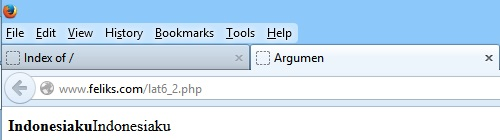 File Edit View History Bookmarks Tools Help
Index of / × Argumen
www.feliks.com/lat6_2.php
IndonesiakuIndonesiaku